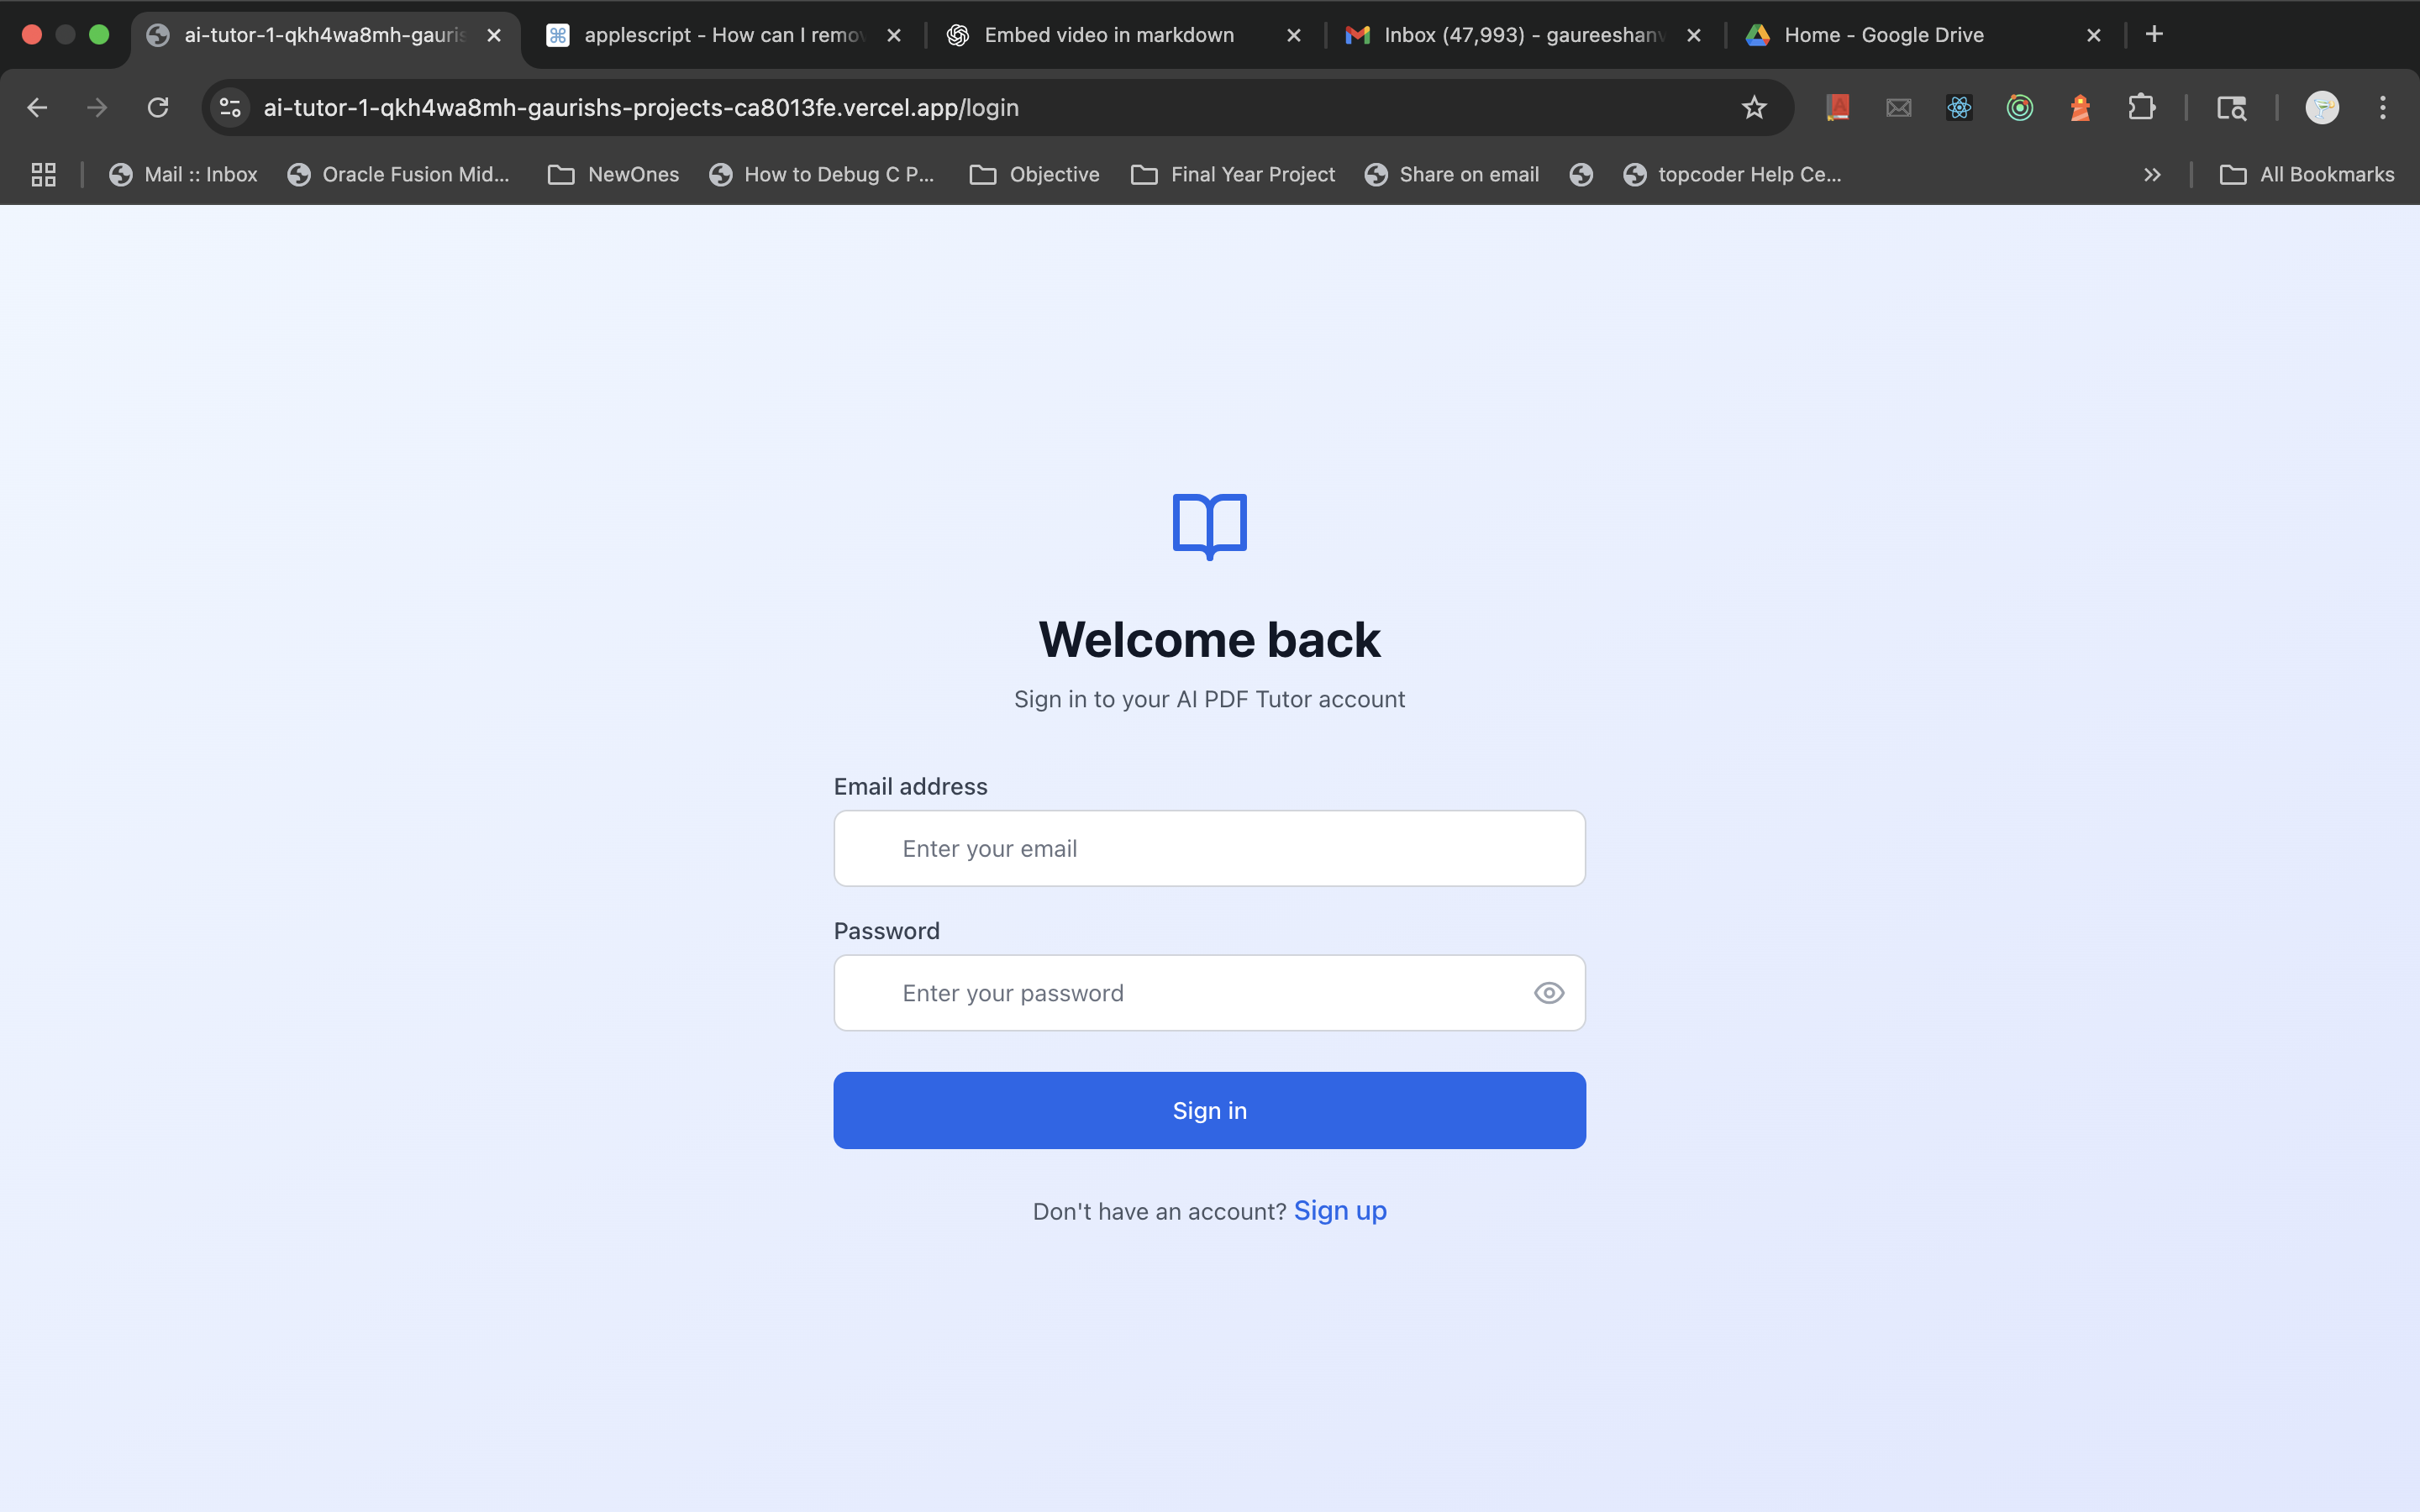 ai-tutor-1-qkh4wa8mh-gauris
applescript - How can I remov
Embed video in markdown
Inbox (47,993) - gaureeshanv
Home - Google Drive
ai-tutor-1-qkh4wa8mh-gaurishs-projects-ca8013fe.vercel.app/login
Mail :: Inbox
Oracle Fusion Mid...
NewOnes
How to Debug C P...
Objective
Final Year Project
Share on email
topcoder Help Ce...
All Bookmarks
Welcome back
Sign in to your AI PDF Tutor account
Email address
Enter your email
Password
Enter your password
Sign in
Don't have an account? Sign up